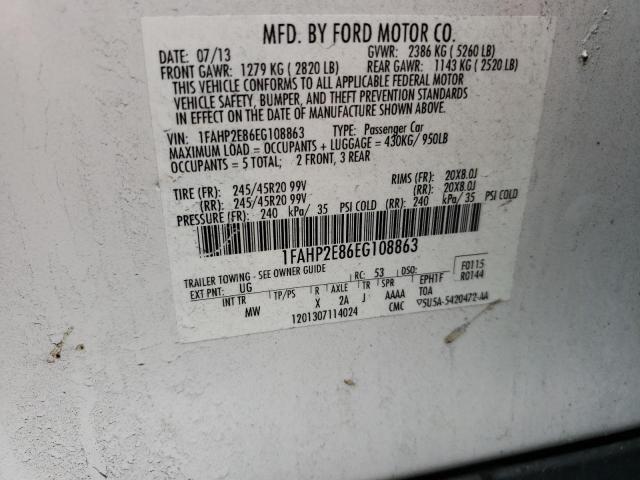 MFD. BY FORD MOTOR CO.
DATE: 07/13 GVWR: 2386 KG (5260 LB)
FRONT GAWR: 1279 KG (2820 LB) REAR GAWR: 1143 KG (2520 LB)
THIS VEHICLE CONFORMS TO ALL APPLICABLE FEDERAL MOTOR
VEHICLE SAFETY, BUMPER, AND THEFT PREVENTION STANDARDS
IN EFFECT ON THE DATE OF MANUFACTURE SHOWN ABOVE.
VIN: 1FAHP2E86EG108863 TYPE: Passenger Car
MAXIMUM LOAD = OCCUPANTS + LUGGAGE = 430KG/ 950LB
OCCUPANTS: 5 TOTAL; 2 FRONT, 3 REAR
TIRE (FR): 245/45R20 99V RIMS (FR): 20X8.0J
(RR): 245/45R20 99V (RR): 20X8.0J
PRESSURE (FR): 240 kPa/ 35 PSI COLD (RR): 240 kPa/ 35 PSI COLD
1FAHP2E86EG108863
TRAILER TOWING - SEE OWNER GUIDE RC: 53 DSO: F0115
EXT PNT: UG R0144
INT TR TP/PS R AXLE TR SPR EPHTF
MW X 2A J AAAA TOA
1201307114024 CMC ▽5U5A-5420472-AA